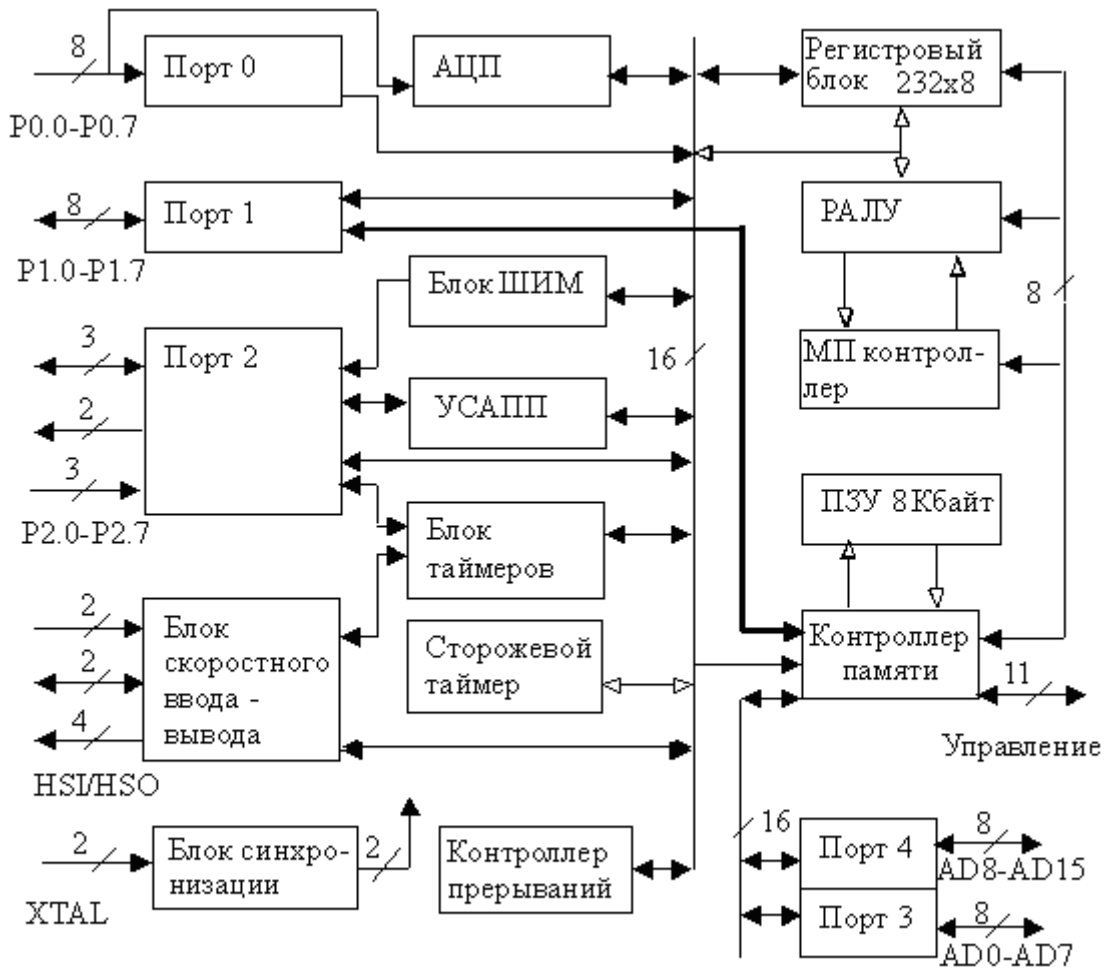 8
Порт 0
АЦП
Регистровый
блок 232x8
P0.0-P0.7
8
Порт 1
РАЛУ
P1.0-P1.7
Блок ШИМ
8
3
Порт 2
16
МП контрол-
лер
2
УСАПП
3
ПЗУ 8 Кбайт
P2.0-P2.7
Блок
таймеров
2
Блок
скоростного
ввода -
вывода
Сторожевой
таймер
Контроллер
памяти
2
11
4
Управление
HSI/HSO
2
Блок синхро-
низации
2
Контроллер
прерываний
16
Порт 4
8
AD8-AD15
XTAL
Порт 3
8
AD0-AD7